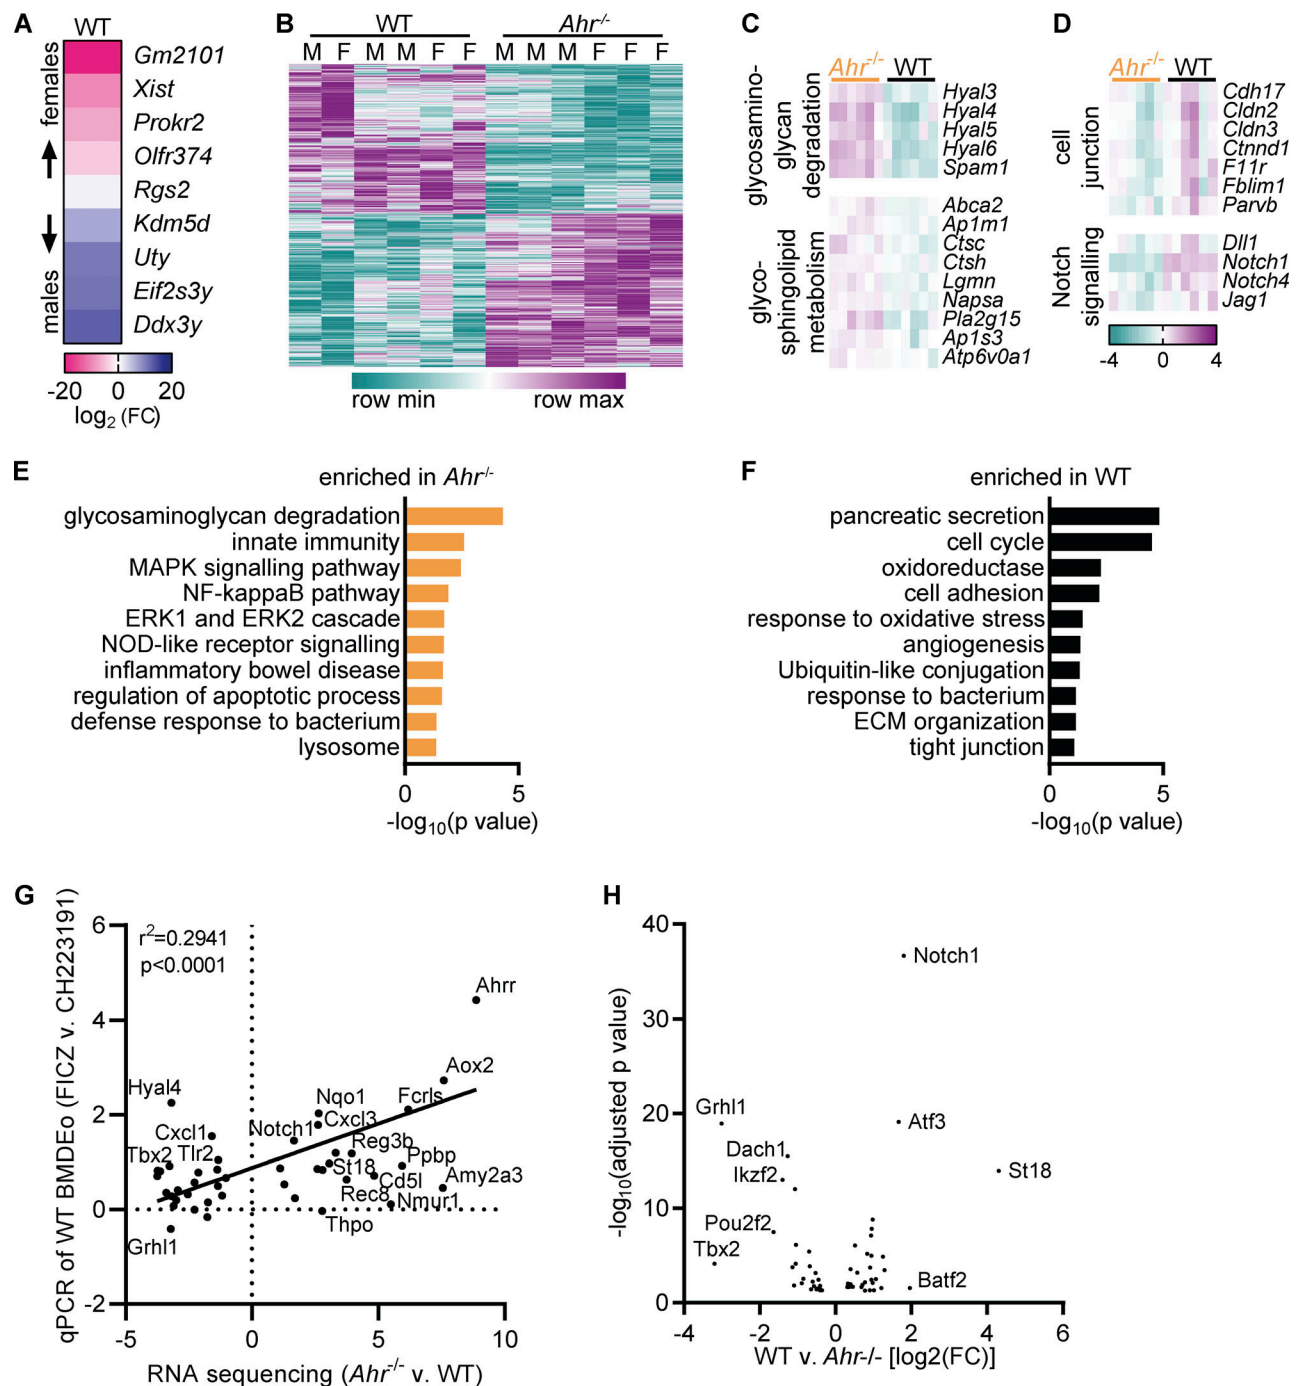 A
WT
females
males
Gm2101
Xist
Prokr2
Olfr374
Rgs2
Kdm5d
Uty
Eif2s3y
Ddx3y
-20 0 20
log2 (FC)
B
WT Ahr-/-
M F M M F F M M M F F F
row min row max
C
Ahr-/- WT
glycosamino-
glycan
degradation
Hyal3
Hyal4
Hyal5
Hyal6
Spam1
glyco-
sphingolipid
metabolism
Abca2
Ap1m1
Ctsc
Ctsh
Lgmn
Napsa
Pla2g15
Ap1s3
Atp6v0a1
D
Ahr-/- WT
cell
junction
Cdh17
Cldn2
Cldn3
Ctnnd1
F11r
Fblim1
Parvb
Notch
signalling
Dll1
Notch1
Notch4
Jag1
-4 0 4
E
enriched in Ahr-/-
glycosaminoglycan degradation
innate immunity
MAPK signalling pathway
NF-kappaB pathway
ERK1 and ERK2 cascade
NOD-like receptor signalling
inflammatory bowel disease
regulation of apoptotic process
defense response to bacterium
lysosome
0 5
-log10(p value)
F
enriched in WT
pancreatic secretion
cell cycle
oxidoreductase
cell adhesion
response to oxidative stress
angiogenesis
Ubiquitin-like conjugation
response to bacterium
ECM organization
tight junction
0 5
-log10(p value)
G
qPCR of WT BMDEo (FICZ v. CH223191)
6
4
2
0
-2
r2=0.2941
p<0.0001
Ahrr
Aox2
Hyal4
Nqo1
Fcrls
Cxcl1
Notch1
Cxcl3
Tbx2
Tlr2
Reg3b
St18
Ppbp
Cd5l
Amy2a3
Rec8
Nmur1
Grhl1
Thpo
-5 0 5 10
RNA sequencing (Ahr-/- v. WT)
H
-log10(adjusted p value)
40
30
20
10
0
Notch1
Grhl1
Atf3
Dach1
Ikzf2
St18
Pou2f2
Tbx2
Batf2
-4 -2 0 2 4 6
WT v. Ahr-/- [log2(FC)]